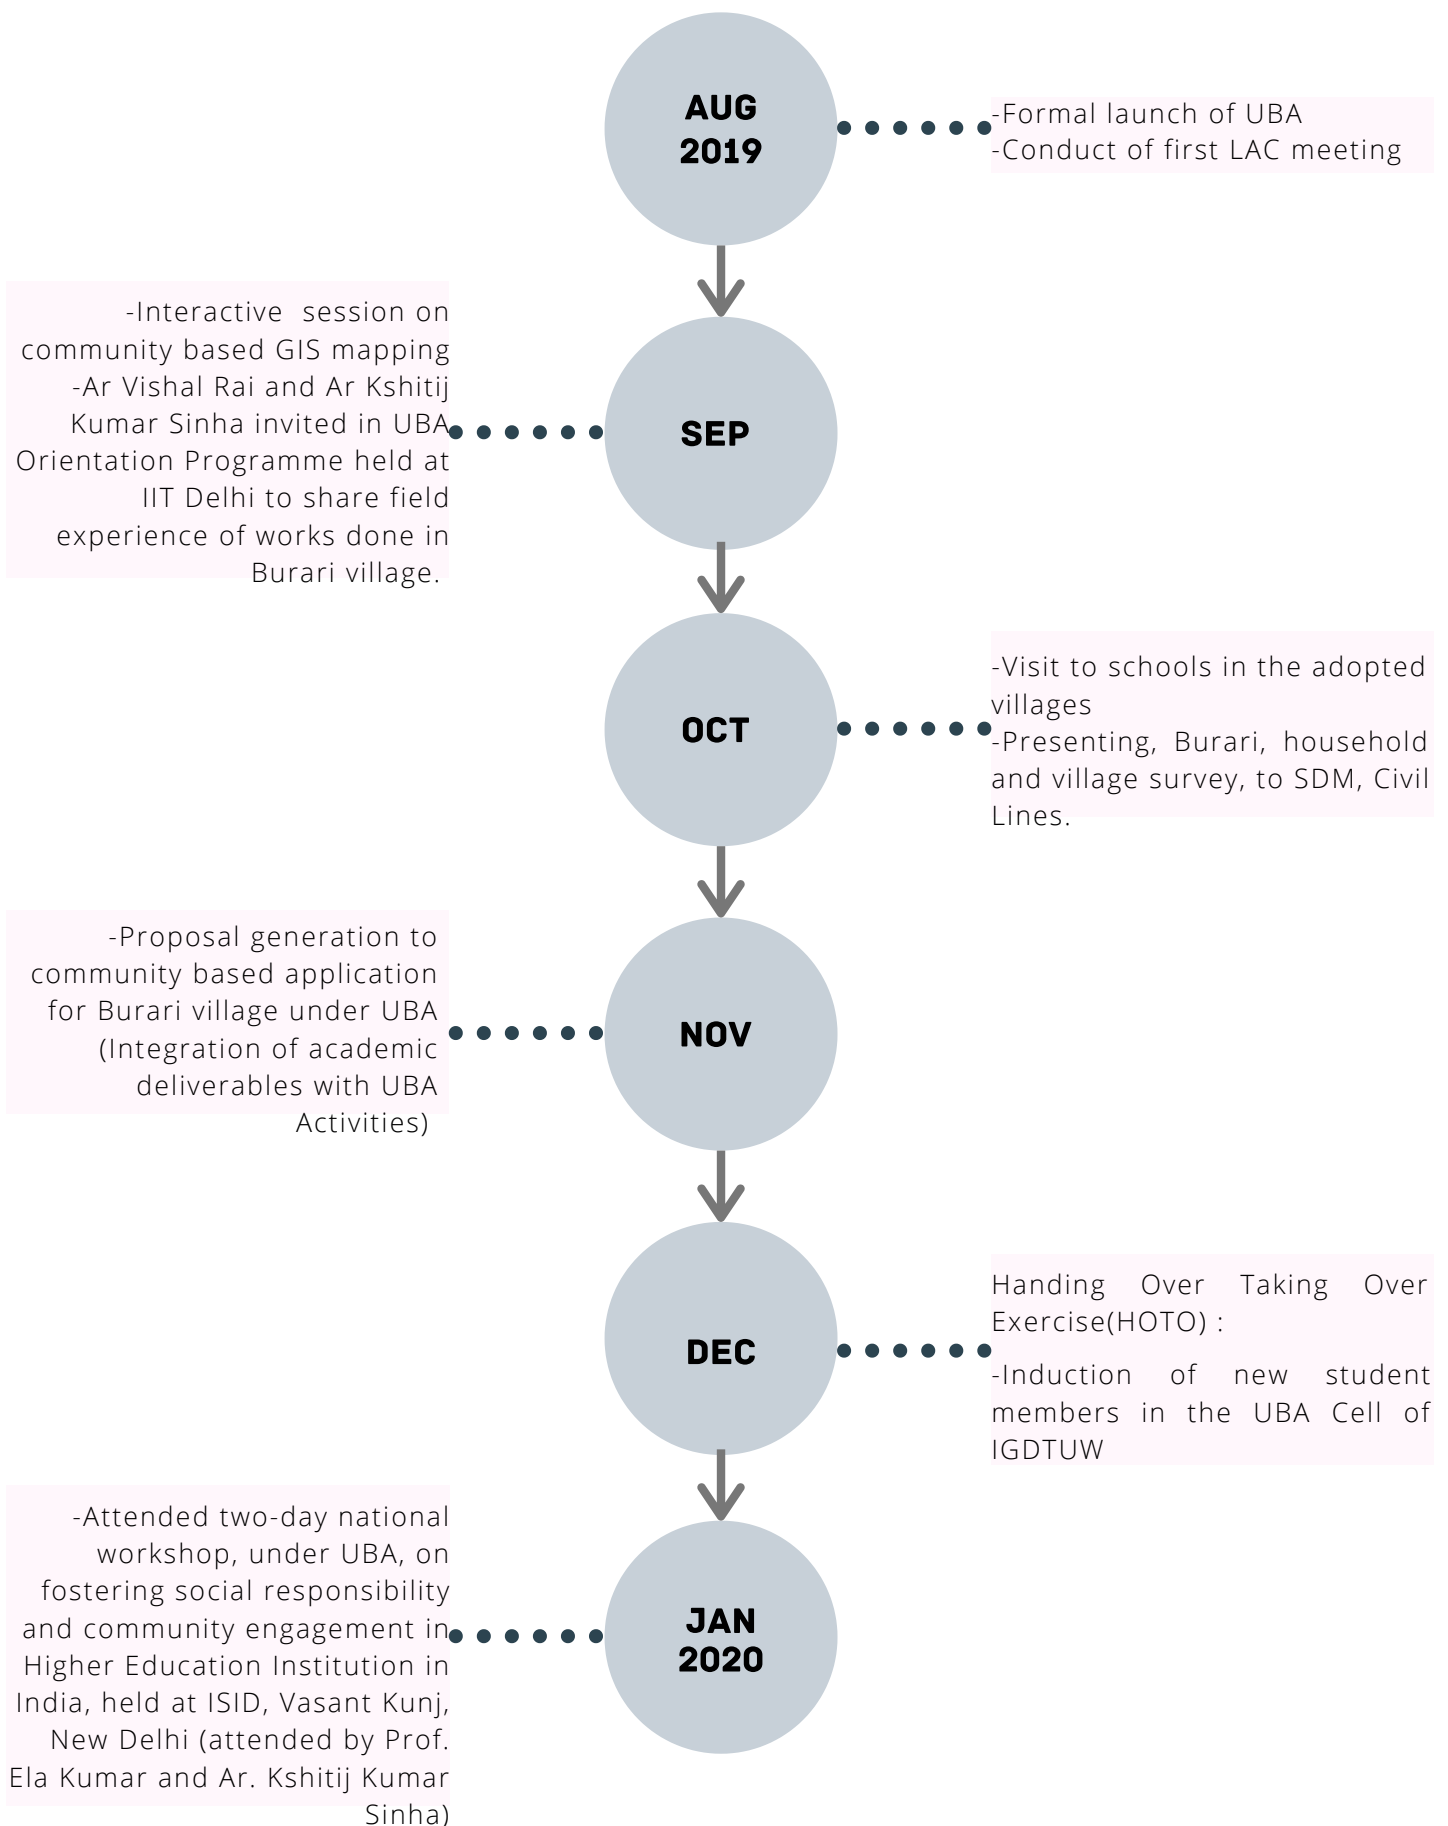 AUG
2019
-Formal launch of UBA
-Conduct of first LAC meeting
-Interactive session on
community based GIS mapping
-Ar Vishal Rai and Ar Kshitij
Kumar Sinha invited in UBA
Orientation Programme held at
IIT Delhi to share field
experience of works done in
Burari village.
SEP
OCT
-Visit to schools in the adopted
villages
-Presenting, Burari, household
and village survey, to SDM, Civil
Lines.
-Proposal generation to
community based application
for Burari village under UBA
(Integration of academic
deliverables with UBA
Activities)
NOV
DEC
Handing Over Taking Over
Exercise(HOTO) :
-Induction of new student
members in the UBA Cell of
IGDTUW
-Attended two-day national
workshop, under UBA, on
fostering social responsibility
and community engagement in
Higher Education Institution in
India, held at ISID, Vasant Kunj,
New Delhi (attended by Prof.
Ela Kumar and Ar. Kshitij Kumar
Sinha)
JAN
2020